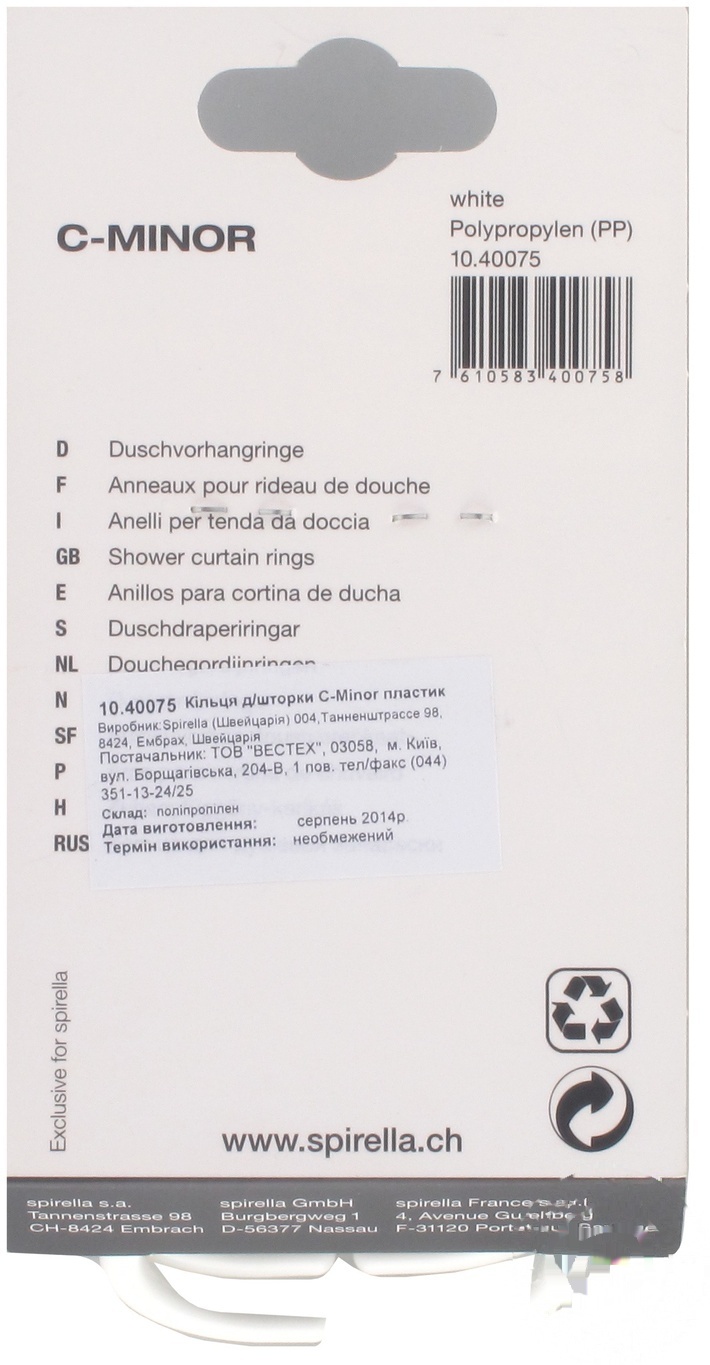 C-MINOR
white
Polypropylen (PP)
10.40075
7 610583 400758
D Duschvorhangringe
F Anneaux pour rideau de douche
I Anelli per tenda da doccia
GB Shower curtain rings
E Anillos para cortina de ducha
S Duschdraperiringar
NL Douchegordijnringen
N
SF
P
H
RUS
10.40075 Кільця д/шторки C-Minor пластик
Виробник:Spirella (Швейцарія) 004,Танненштрассе 98,
8424, Ембрах, Швейцарія
Постачальник: ТОВ "ВЕСТЕХ", 03058, м. Київ,
вул. Борщагівська, 204-В, 1 пов. тел/факс (044)
351-13-24/25
Склад: поліпропілен
Дата виготовлення: серпень 2014р.
Термін використання: необмежений
Exclusive for spirella
www.spirella.ch
spirella s.a.
Tannenstrasse 98
CH-8424 Embrach
spirella GmbH
Burgbergweg 1
D-56377 Nassau
spirella France
4, Avenue
F-31120